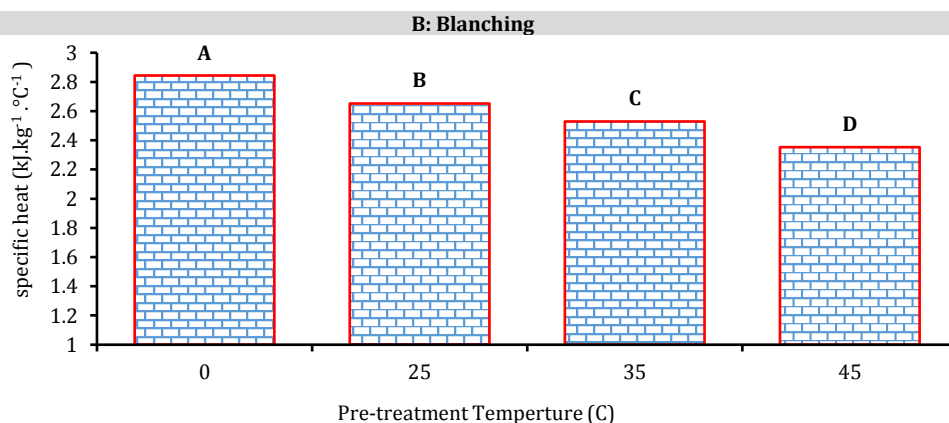 B: Blanching
specific heat (kJ.kg⁻¹ .°C⁻¹ )
3
2.8
2.6
2.4
2.2
2
1.8
1.6
1.4
1.2
1
A
B
C
D
0 25 35 45
Pre-treatment Temperture (C)